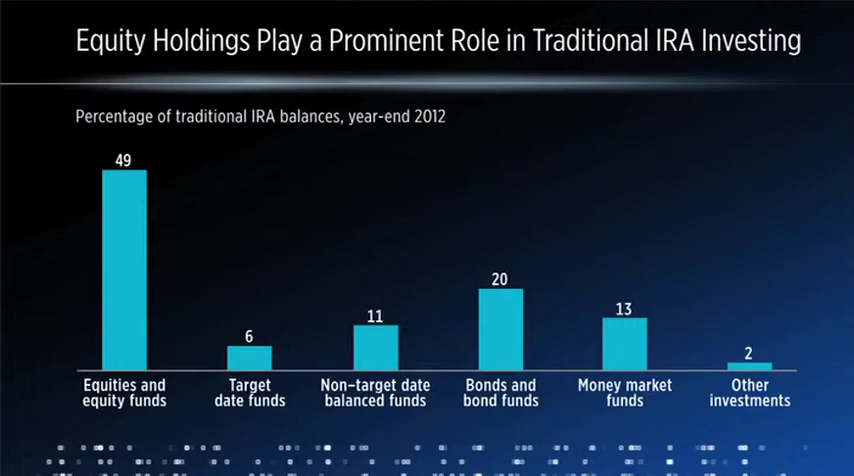 Equity Holdings Play a Prominent Role in Traditional IRA Investing
Percentage of traditional IRA balances, year-end 2012
49
6
11
20
13
2
Equities and
equity funds
Target
date funds
Non–target date
balanced funds
Bonds and
bond funds
Money market
funds
Other
investments